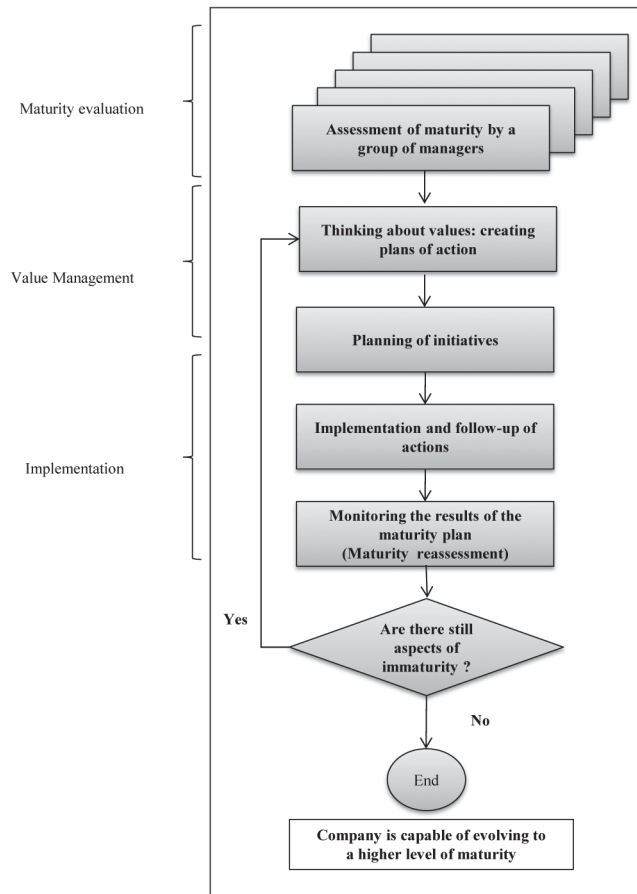 Maturity evaluation
Assessment of maturity by a
group of managers
Thinking about values: creating
plans of action
Value Management
Planning of initiatives
Implementation and follow-up of
actions
Implementation
Monitoring the results of the
maturity plan
(Maturity reassessment)
Yes
Are there still
aspects of
immaturity ?
No
End
Company is capable of evolving to
a higher level of maturity